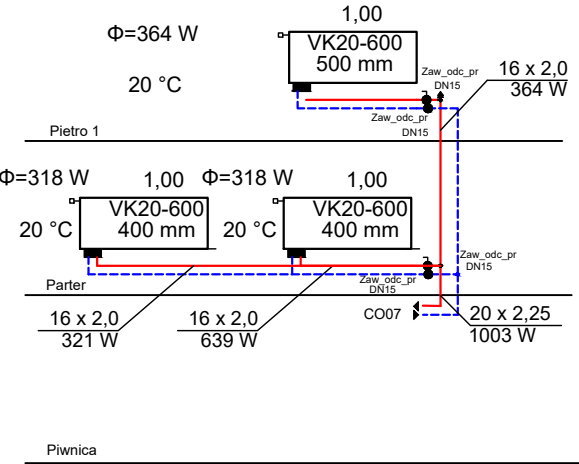 1,00
Φ=364 W
VK20-600
500 mm
20 °C
Zaw_odc_pr
DN15
16 x 2,0
364 W
Zaw_odc_pr
DN15
Pietro 1
Φ=318 W
1,00
Φ=318 W
1,00
VK20-600
400 mm
20 °C
VK20-600
400 mm
20 °C
Zaw_odc_pr
DN15
Zaw_odc_pr
DN15
Parter
16 x 2,0
321 W
16 x 2,0
639 W
CO07
20 x 2,25
1003 W
Piwnica